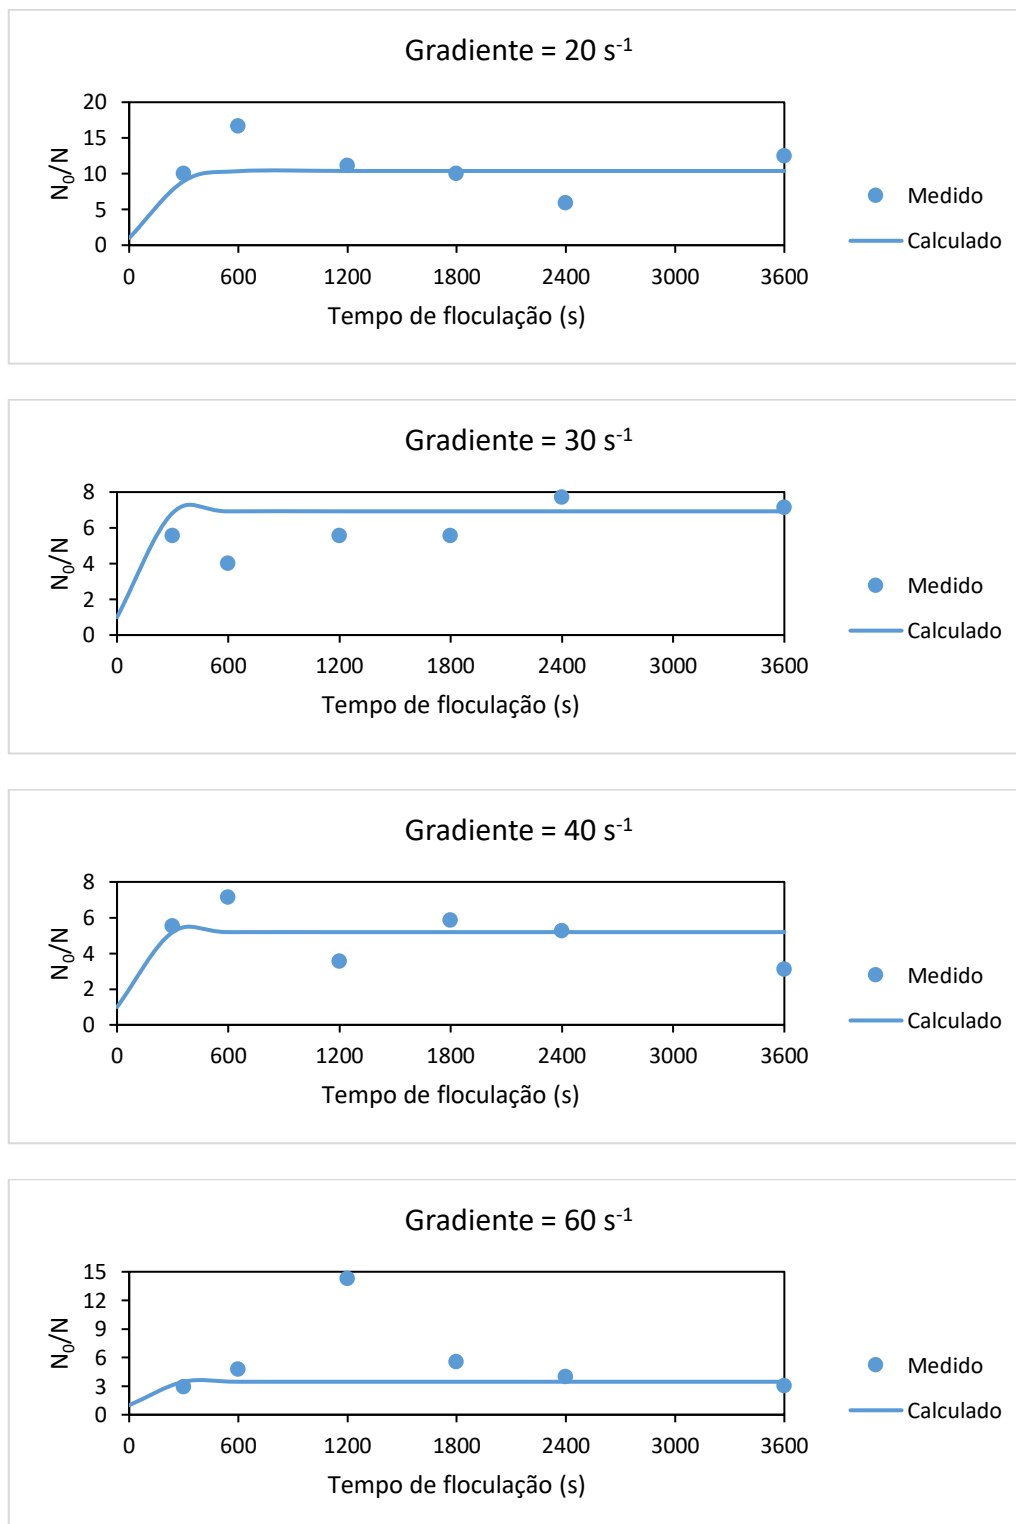 Gradiente = 20 s⁻¹
20
15
10
5
0
N₀/N
0 600 1200 1800 2400 3000 3600
Tempo de floculação (s)
Medido
Calculado
Gradiente = 30 s⁻¹
8
6
4
2
0
N₀/N
0 600 1200 1800 2400 3000 3600
Tempo de floculação (s)
Medido
Calculado
Gradiente = 40 s⁻¹
8
6
4
2
0
N₀/N
0 600 1200 1800 2400 3000 3600
Tempo de floculação (s)
Medido
Calculado
Gradiente = 60 s⁻¹
15
12
9
6
3
0
N₀/N
0 600 1200 1800 2400 3000 3600
Tempo de floculação (s)
Medido
Calculado